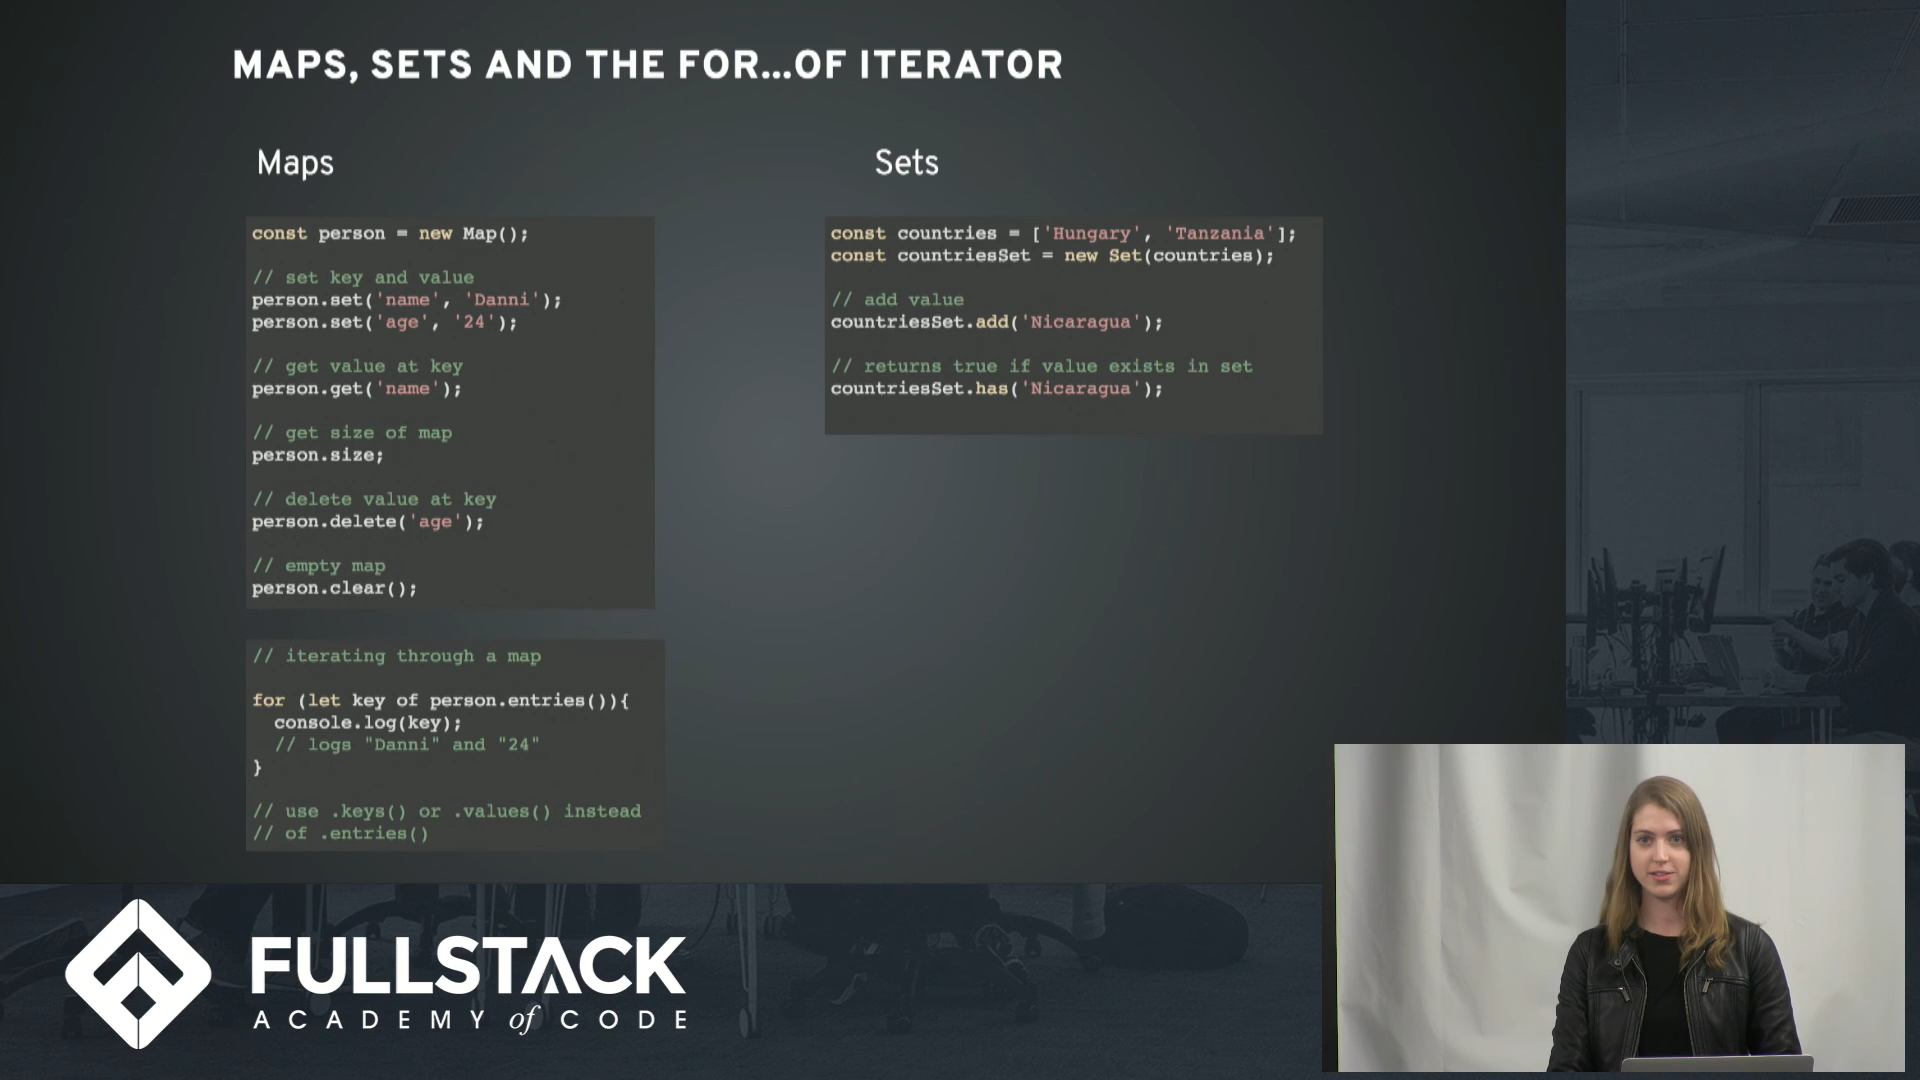 MAPS, SETS AND THE FOR...OF ITERATOR
Maps
const person = new Map();
// set key and value
person.set('name', 'Danni');
person.set('age', '24');
// get value at key
person.get('name');
// get size of map
person.size;
// delete value at key
person.delete('age');
// empty map
person.clear();
// iterating through a map
for (let key of person.entries()){
console.log(key);
// logs "Danni" and "24"
}
// use .keys() or .values() instead
// of .entries()
Sets
const countries = ['Hungary', 'Tanzania'];
const countriesSet = new Set(countries);
// add value
countriesSet.add('Nicaragua');
// returns true if value exists in set
countriesSet.has('Nicaragua');
FULLSTACK
ACADEMY of CODE